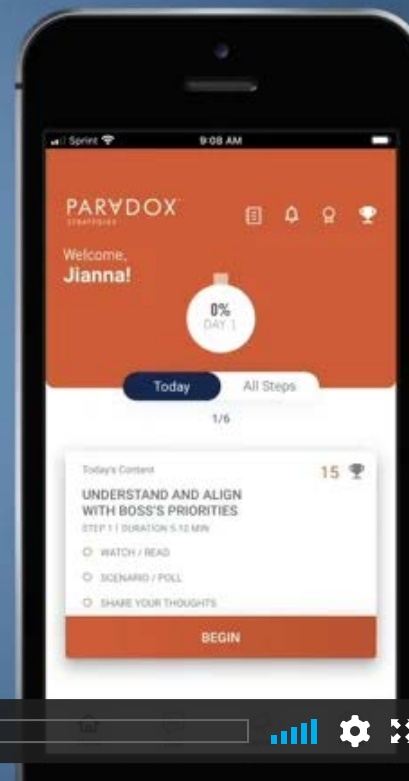 Sprint 9:08 AM
PARADOX
STRATEGIES
Welcome,
Jianna!
0%
DAY 1
Today All Steps
1/6
Today's Content 15
UNDERSTAND AND ALIGN
WITH BOSS'S PRIORITIES
STEP 1 | DURATION 5-10 MIN
WATCH / READ
SCENARIO / POLL
SHARE YOUR THOUGHTS
BEGIN